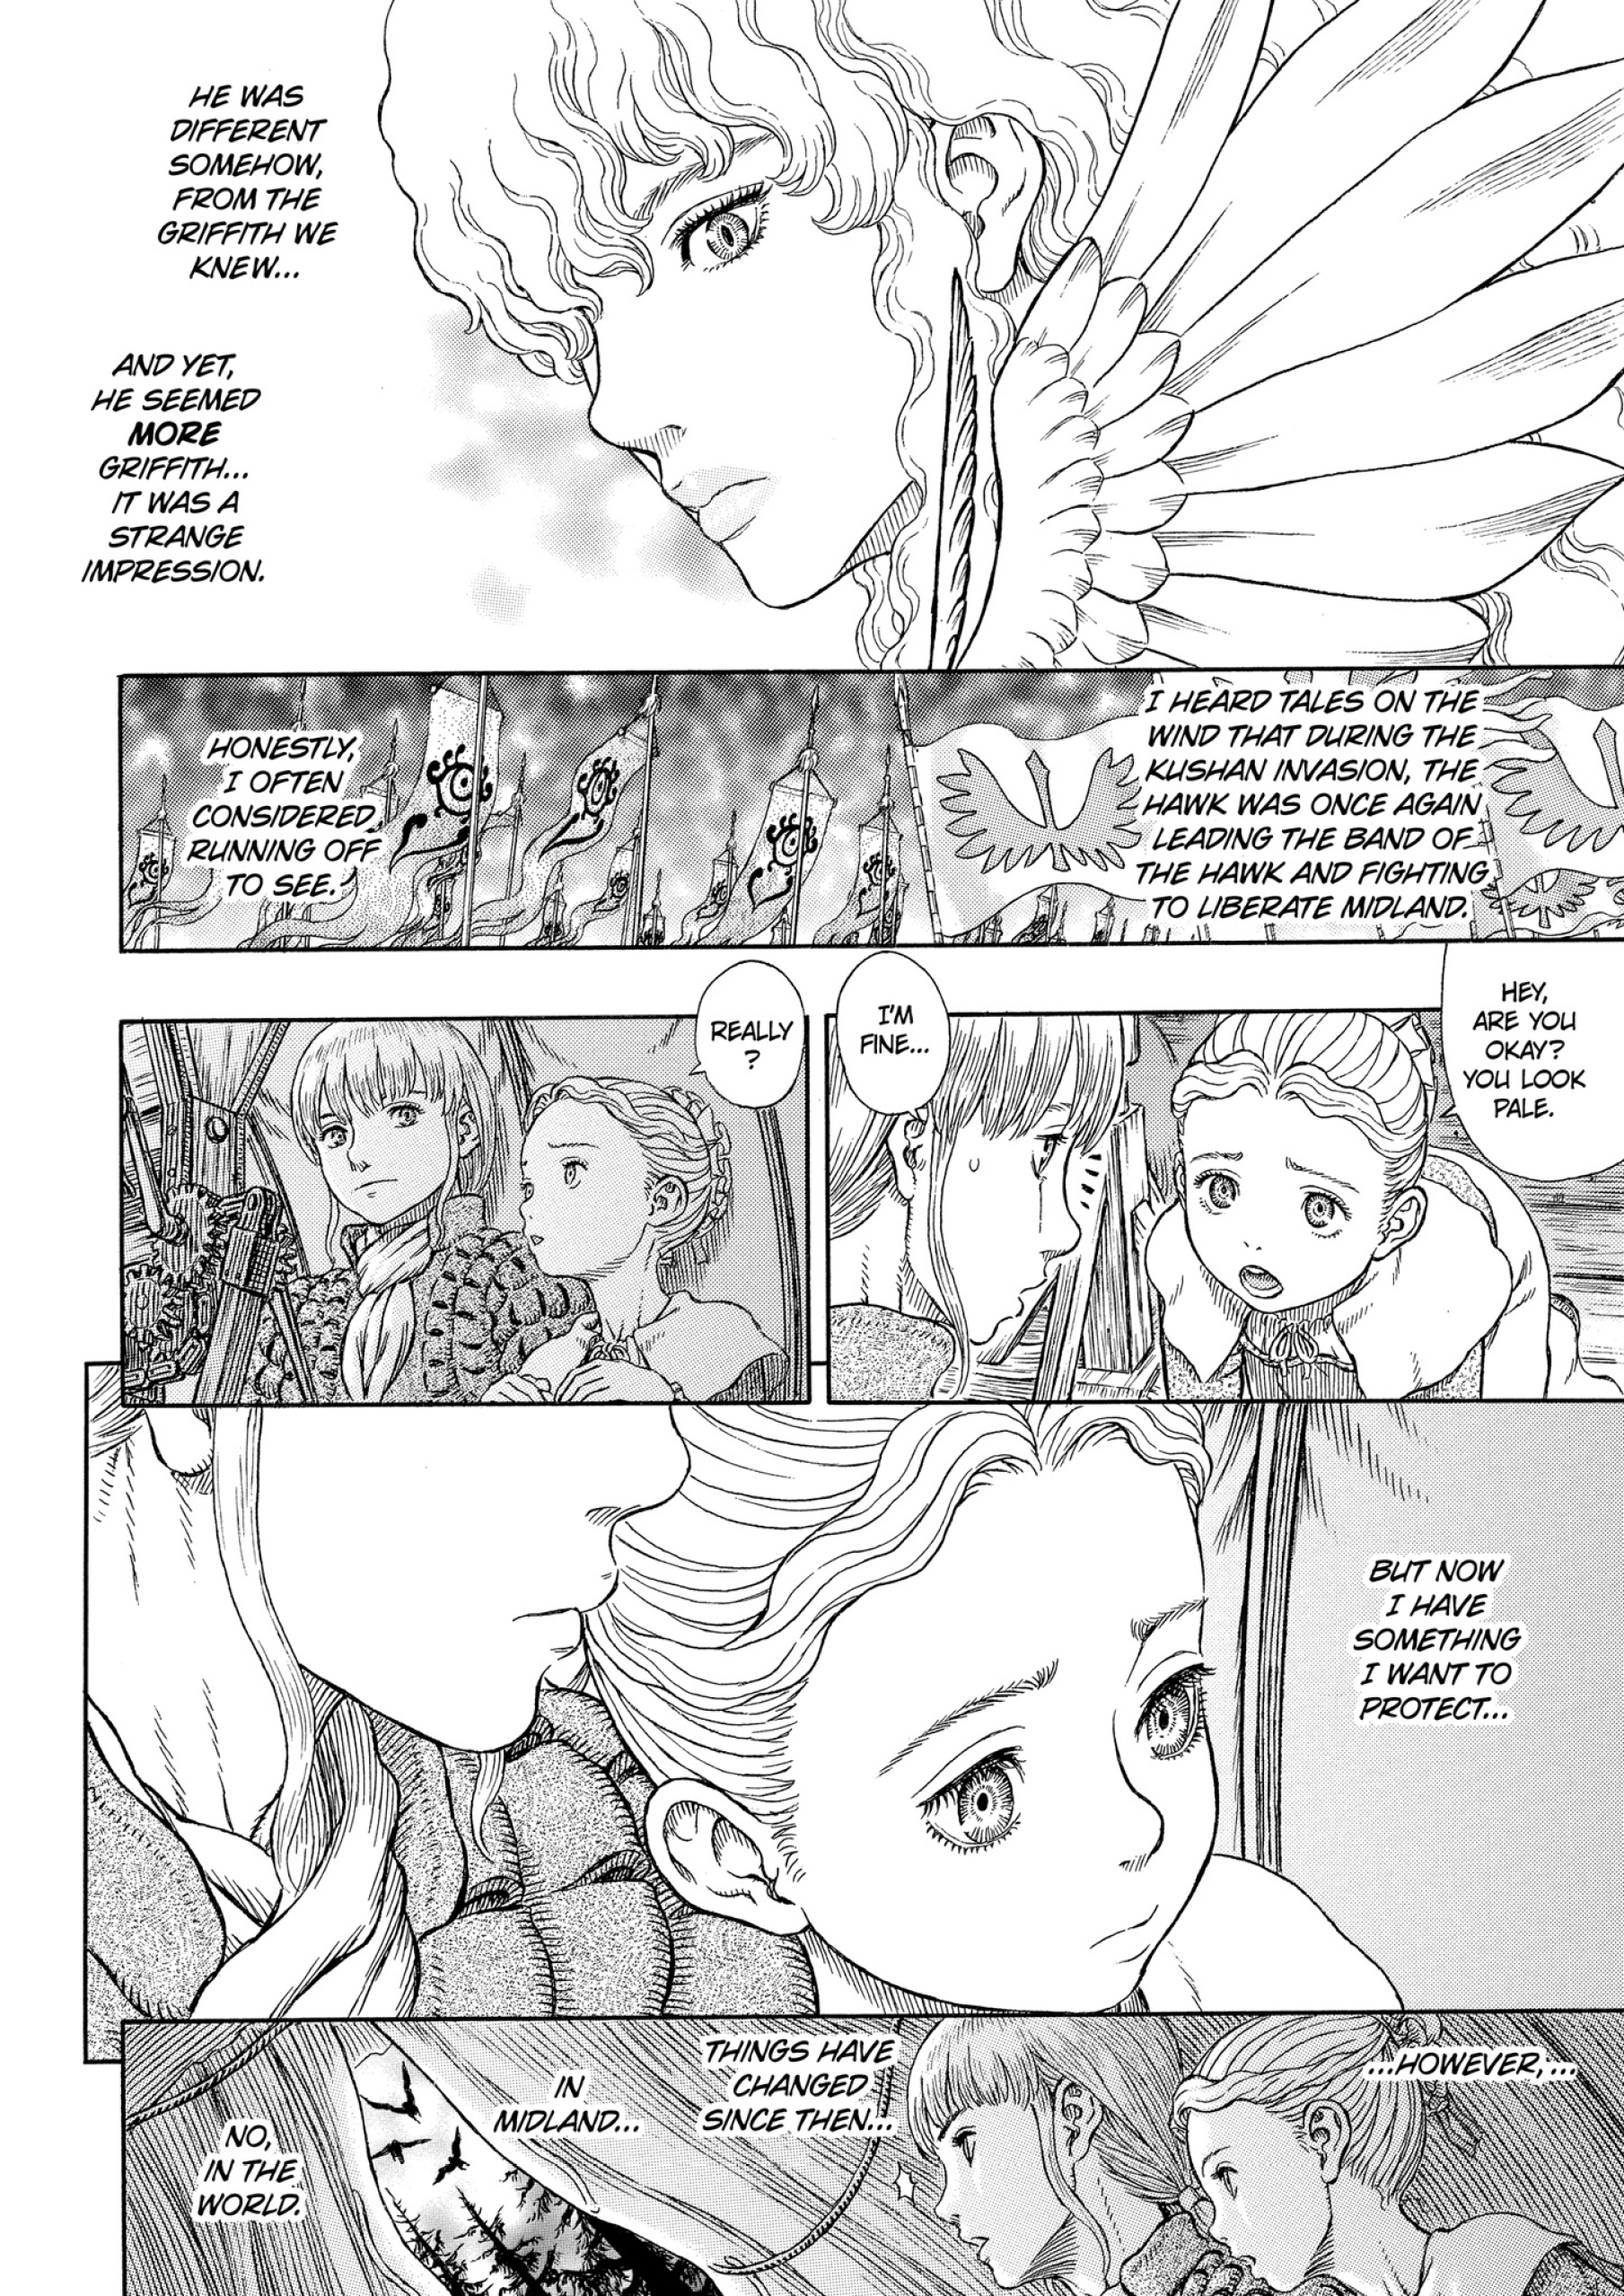 HE WAS
DIFFERENT
SOMEHOW,
FROM THE
GRIFFITH WE
KNEW...
AND YET,
HE SEEMED
MORE
GRIFFITH...
IT WAS A
STRANGE
IMPRESSION.
I HEARD TALES ON THE
WIND THAT DURING THE
KUSHAN INVASION, THE
HAWK WAS ONCE AGAIN
LEADING THE BAND OF
THE HAWK AND FIGHTING
TO LIBERATE MIDLAND.
HONESTLY,
I OFTEN
CONSIDERED
RUNNING OFF
TO SEE.
HEY,
ARE YOU
OKAY?
YOU LOOK
PALE.
I'M
FINE...
REALLY
?
BUT NOW
I HAVE
SOMETHING
I WANT TO
PROTECT...
...HOWEVER,...
THINGS HAVE
CHANGED
SINCE THEN...
IN
MIDLAND...
NO,
IN THE
WORLD.